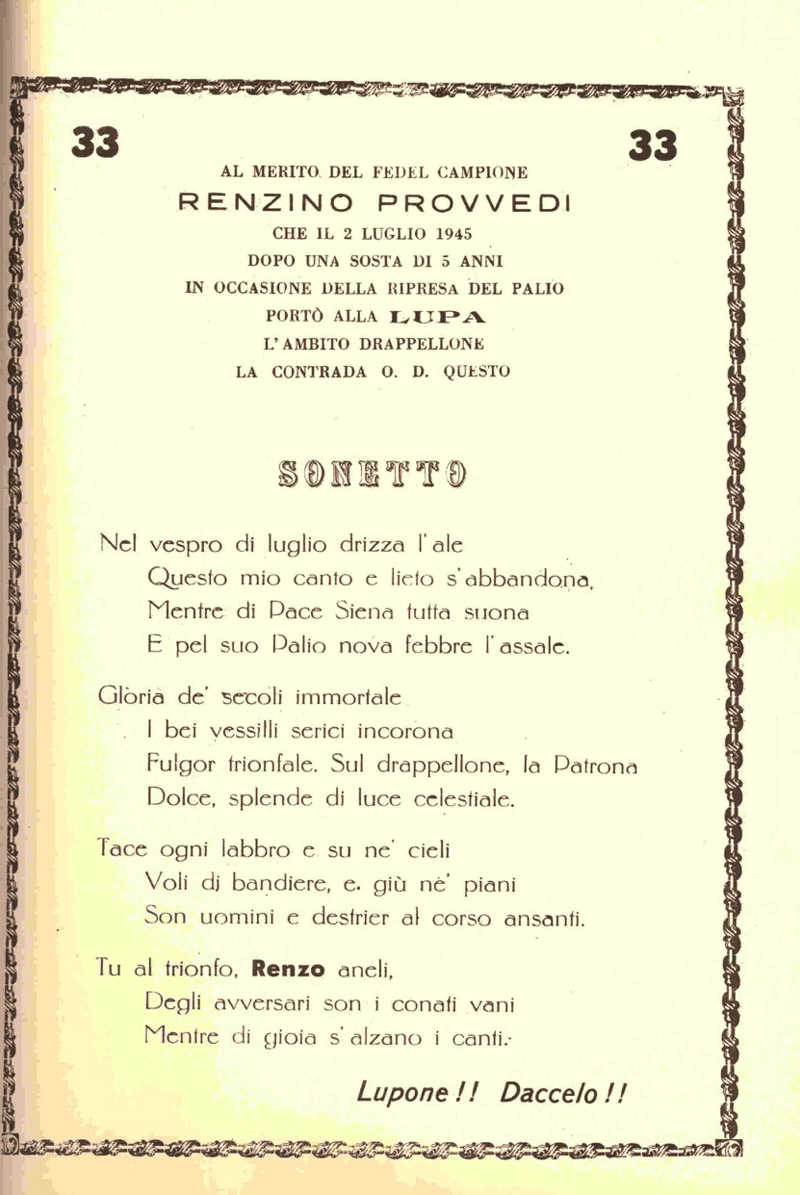 33 33
AL MERITO DEL FEDEL CAMPIONE
RENZINO PROVVEDI
CHE IL 2 LUGLIO 1945
DOPO UNA SOSTA DI 5 ANNI
IN OCCASIONE DELLA RIPRESA DEL PALIO
PORTÒ ALLA LUPA
L'AMBITO DRAPPELLONE
LA CONTRADA O. D. QUESTO
SONETTO
Nel vespro di luglio drizza l'ale
Questo mio canto e lieto s'abbandona,
Mentre di Pace Siena tutta suona
E pel suo Palio nova febbre l'assale.
Gloria de' secoli immortale
I bei vessilli serici incorona
Fulgor trionfale. Sul drappellone, la Patrona
Dolce, splende di luce celestiale.
Tace ogni labbro e su ne' cieli
Voli di bandiere, e giù ne' piani
Son uomini e destrier al corso ansanti.
Tu al trionfo, Renzo aneli,
Degli avversari son i conati vani
Mentre di gioia s'alzano i canti.
Lupone!! Daccelo!!